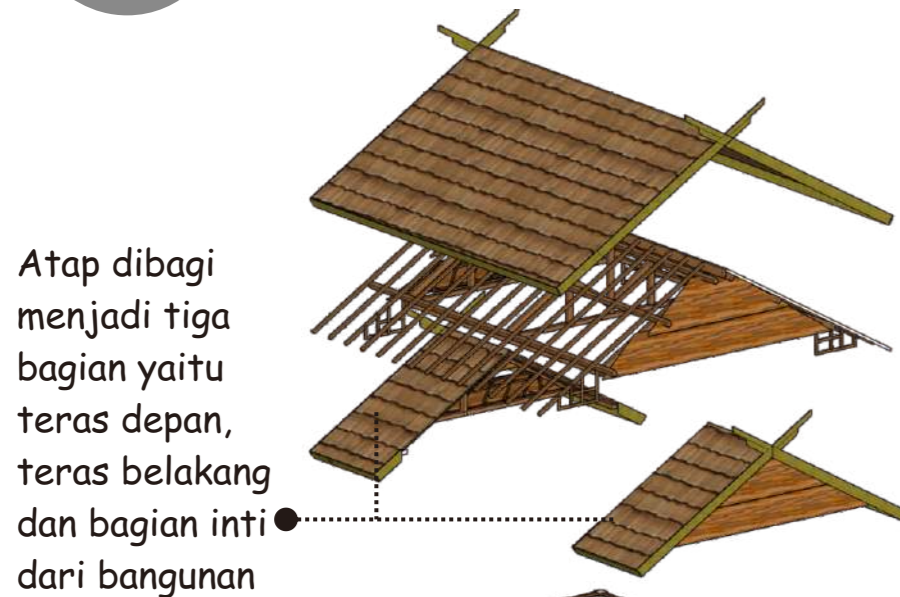 Atap dibagi
menjadi tiga
bagian yaitu
teras depan,
teras belakang
dan bagian inti
dari bangunan